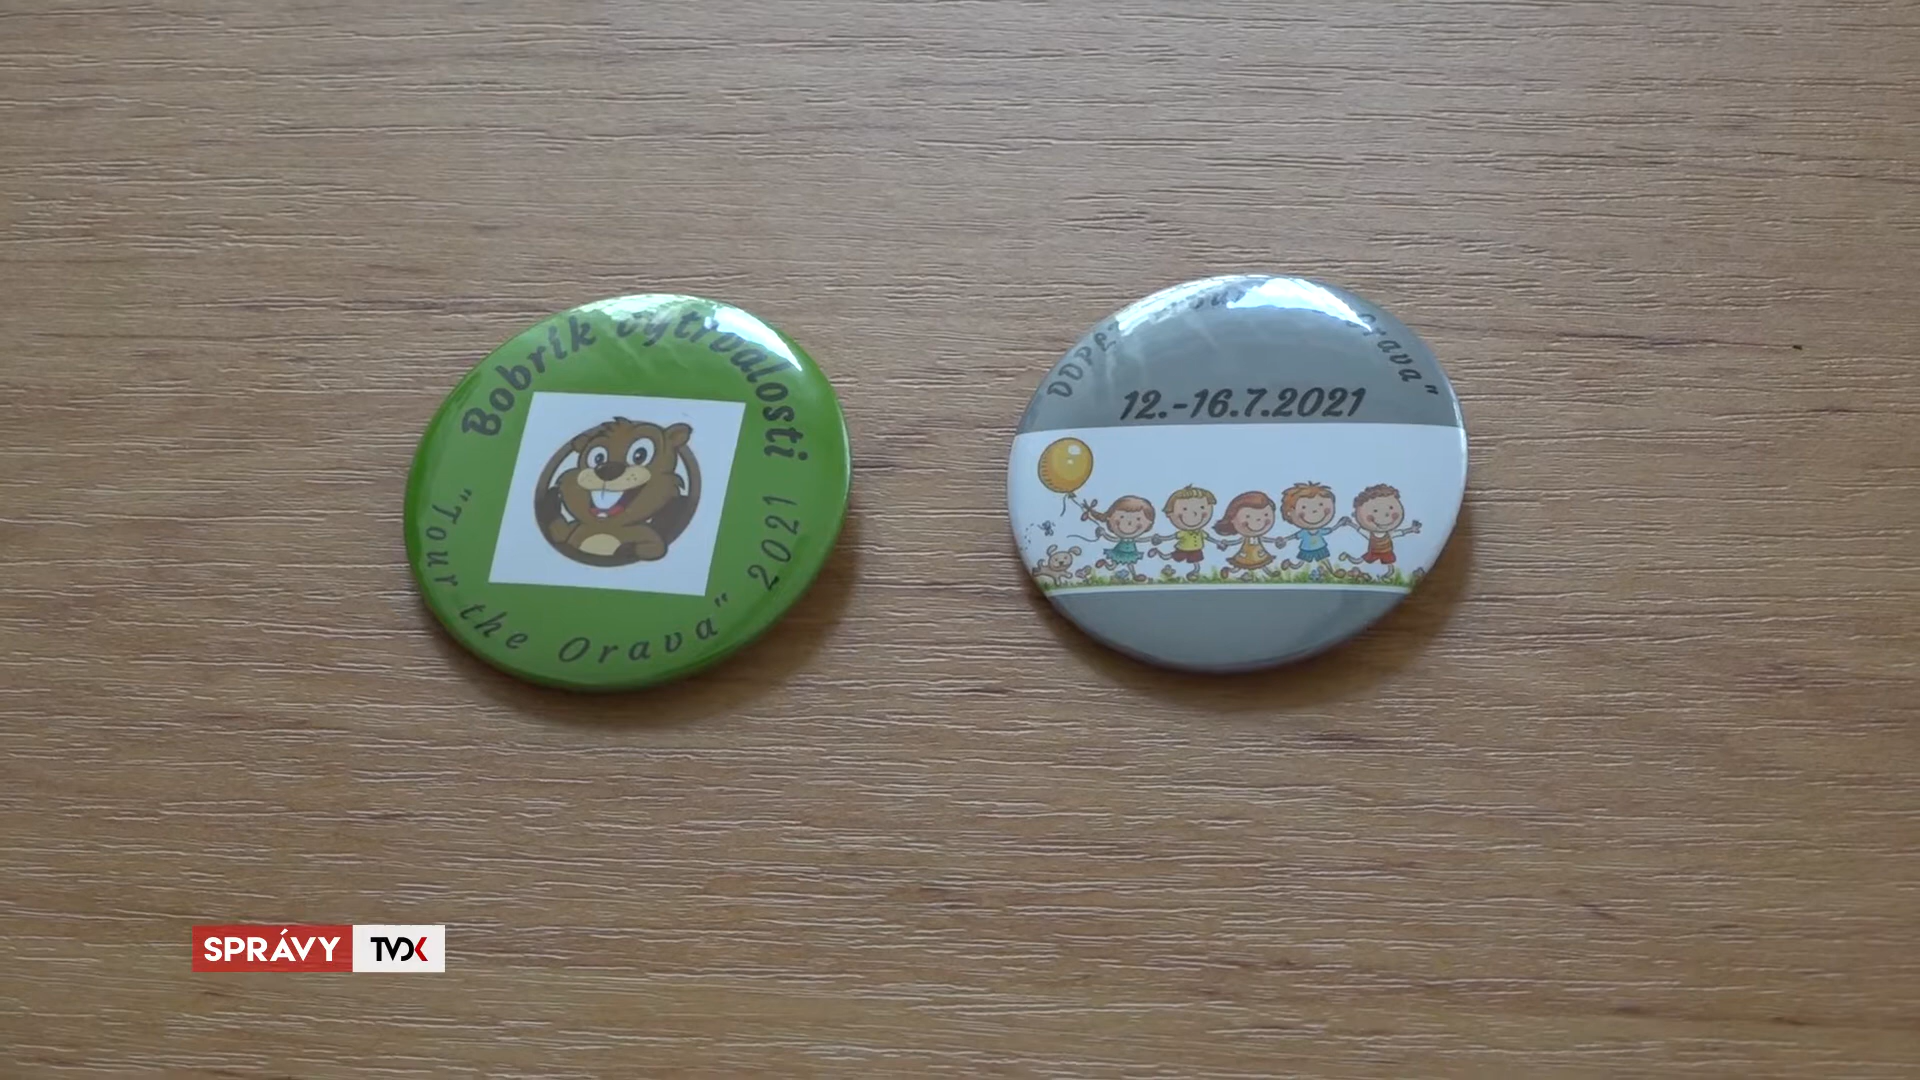 Bobrík vytrvalosti
"Tour the Orava" 2021
Orava"
12.-16.7.2021
SPRÁVY TVDK